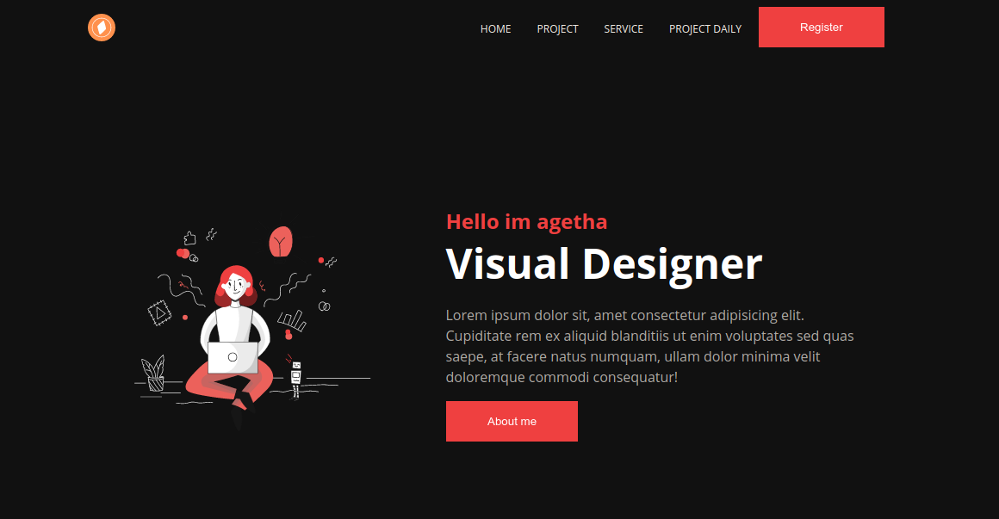 HOME PROJECT SERVICE PROJECT DAILY Register
Hello im agetha
Visual Designer
Lorem ipsum dolor sit, amet consectetur adipisicing elit.
Cupiditate rem ex aliquid blanditiis ut enim voluptates sed quas
saepe, at facere natus numquam, ullam dolor minima velit
doloremque commodi consequatur!
About me